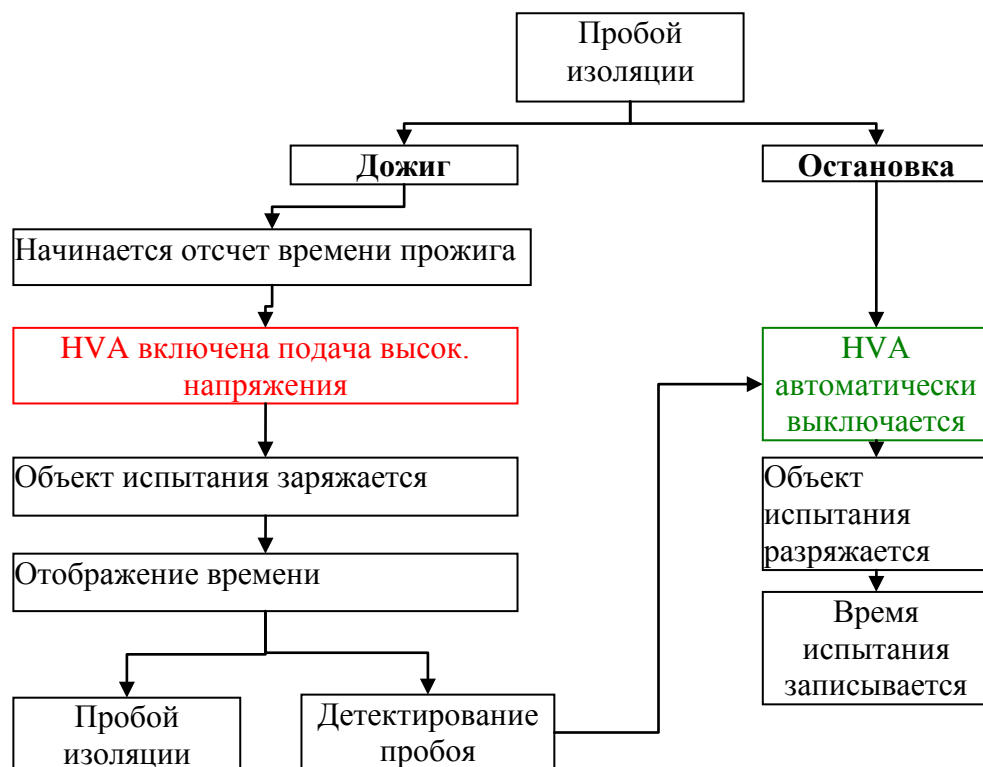 Пробой
изоляции
Дожиг
Остановка
Начинается отсчет времени прожига
HVA включена подача высок.
напряжения
HVA
автоматически
выключается
Объект испытания заряжается
Объект
испытания
разряжается
Отображение времени
Время
испытания
записывается
Пробой
изоляции
Детектирование
пробоя